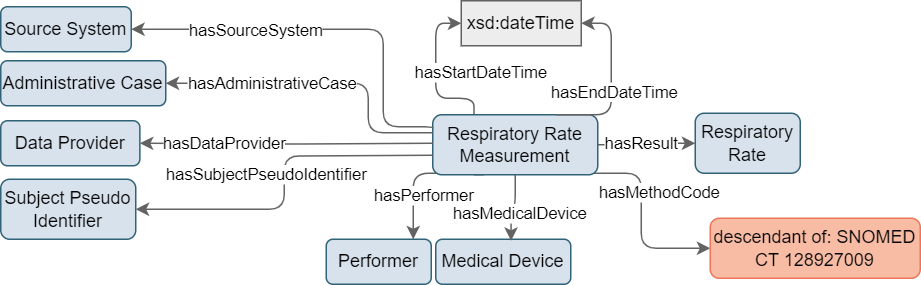 Source System
hasSourceSystem
xsd:dateTime
hasStartDateTime
Administrative Case
hasAdministrativeCase
hasEndDateTime
Data Provider
hasDataProvider
Respiratory Rate
Measurement
hasResult
Respiratory
Rate
hasSubjectPseudoIdentifier
Subject Pseudo
Identifier
hasPerformer
hasMedicalDevice
hasMethodCode
descendant of: SNOMED
CT 128927009
Performer
Medical Device